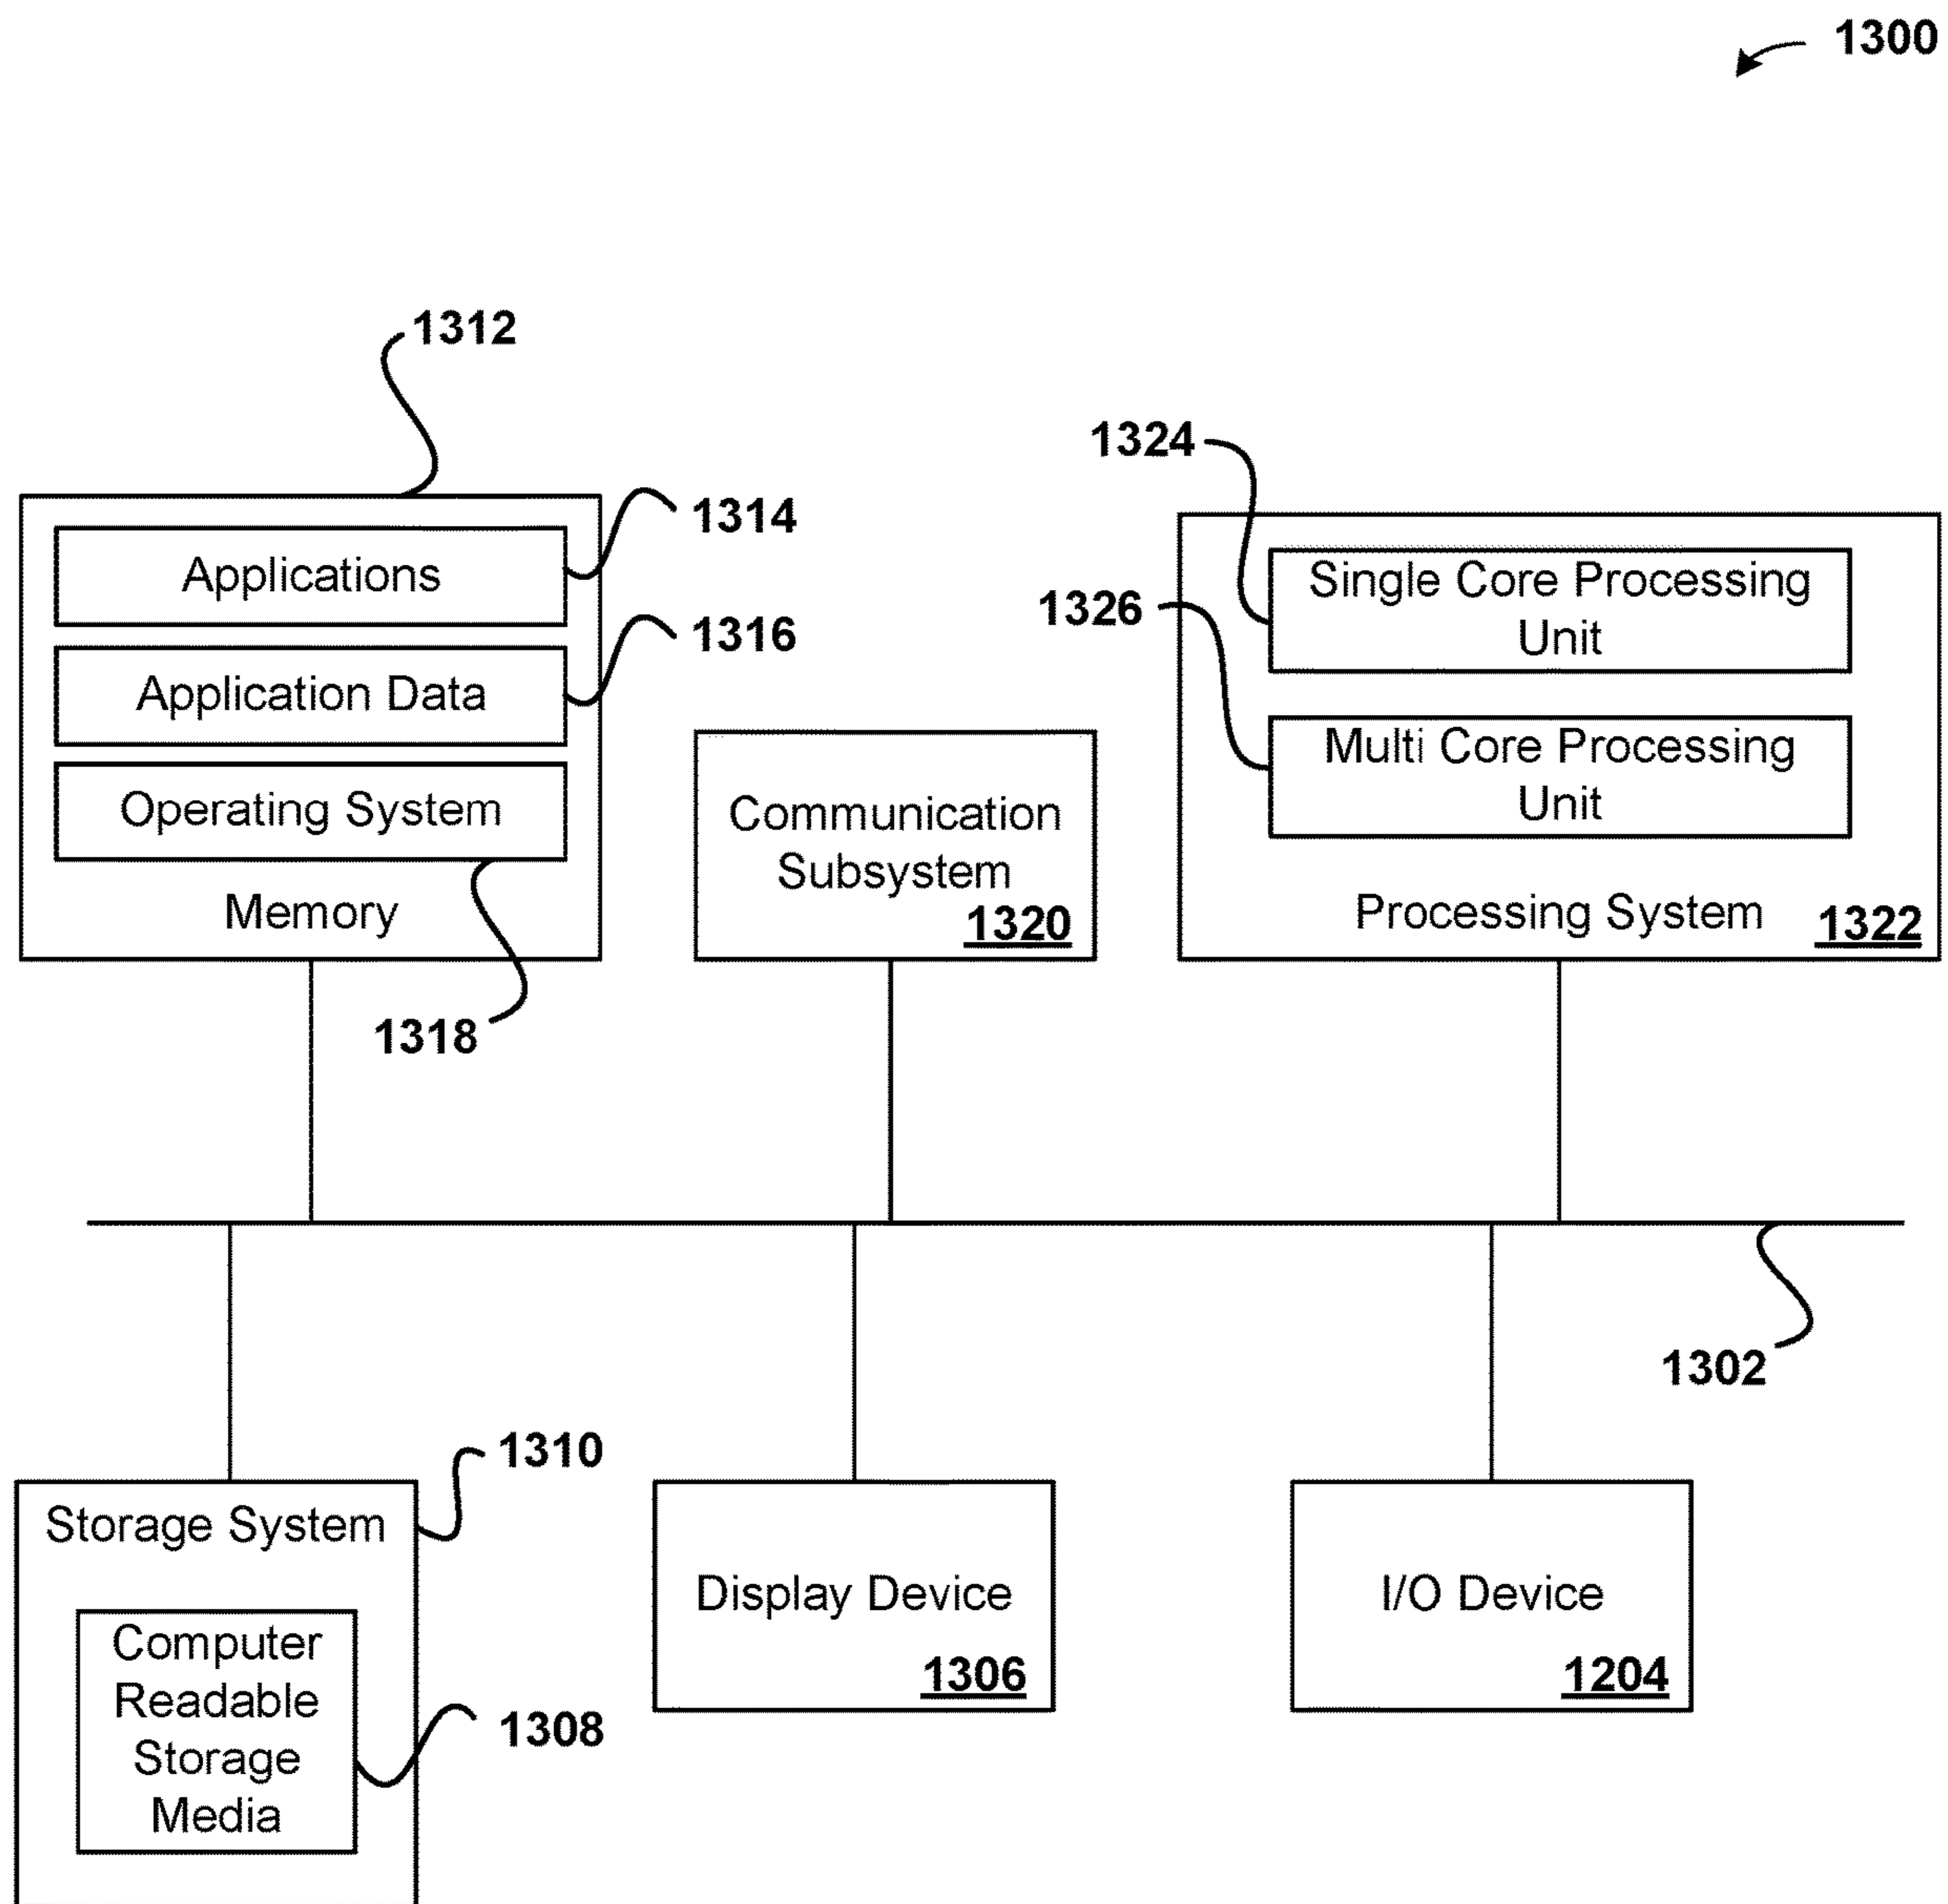 1300
1312
1314
Applications
1316
Application Data
Operating System
Memory
1318
Communication
Subsystem
1320
1324
1326
Single Core Processing
Unit
Multi Core Processing
Unit
Processing System
1322
1302
1310
Storage System
Computer
Readable
Storage
Media
1308
Display Device
1306
I/O Device
1204